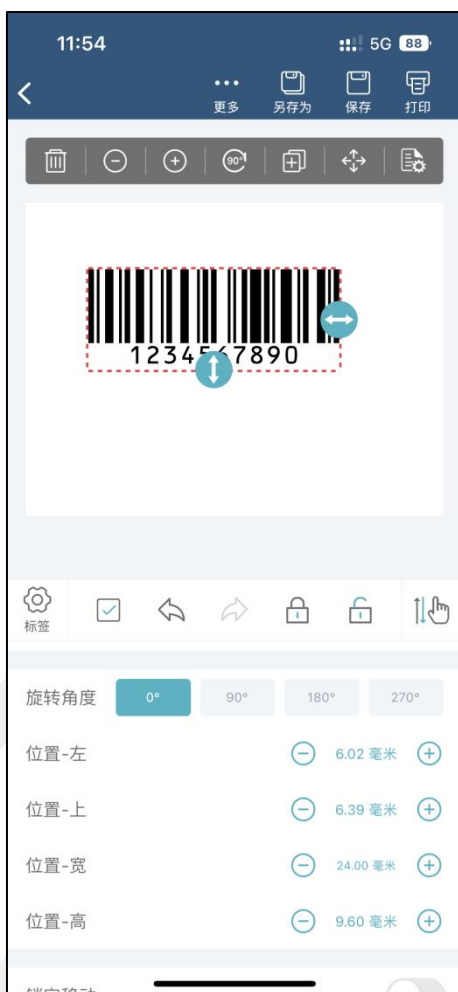 11:54
5G 88
更多 另存为 保存 打印
90°
1234567890
标签
旋转角度 0° 90° 180° 270°
位置-左 6.02 毫米
位置-上 6.39 毫米
位置-宽 24.00 毫米
位置-高 9.60 毫米